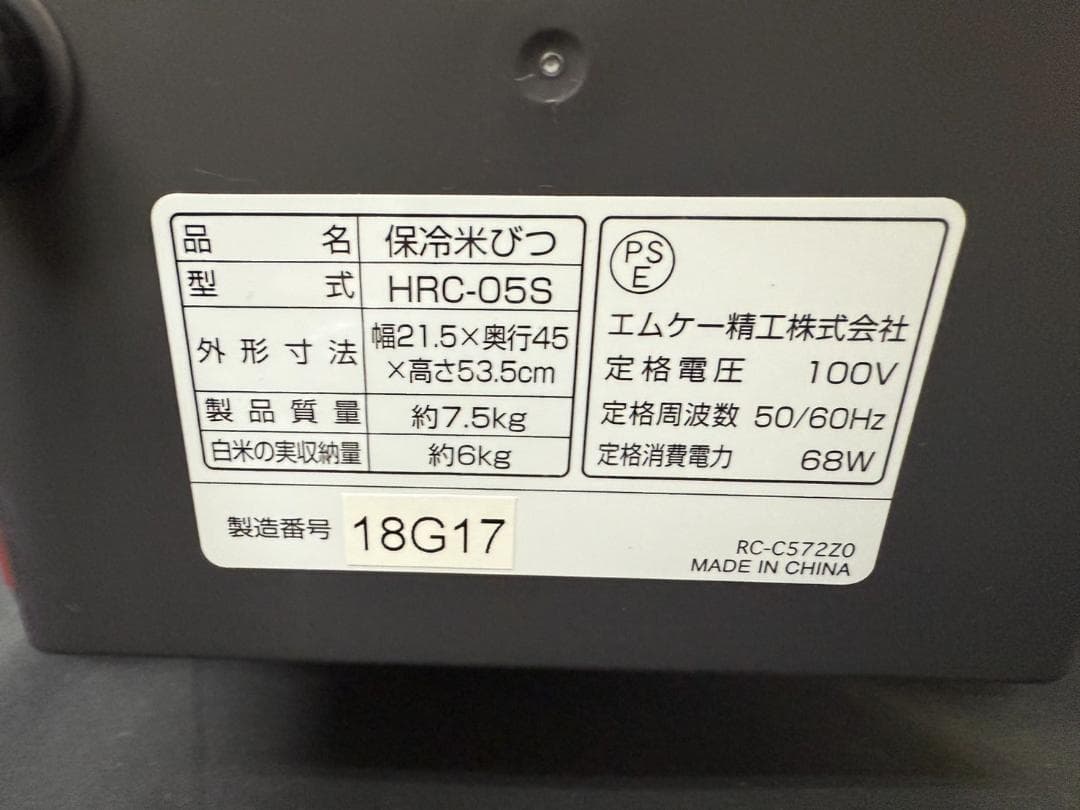 品名 保冷米びつ
型式 HRC-05S
外形寸法 幅21.5×奥行45
×高さ53.5cm
製品質量 約7.5kg
白米の実収納量 約6kg
PS
E
エムケー精工株式会社
定格電圧 100V
定格周波数 50/60Hz
定格消費電力 68W
製造番号 18G17
RC-C572Z0
MADE IN CHINA